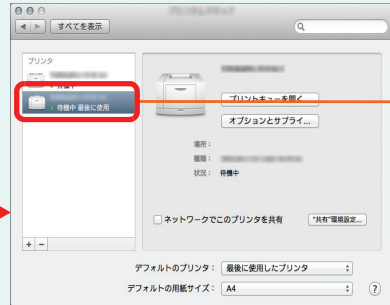 すべてを表示
プリンタ
待機中
待機中 最後に使用
プリントキューを開く...
オプションとサプライ...
場所：
種類：
状況： 待機中
ネットワークでこのプリンタを共有
"共有"環境設定...
+ −
デフォルトのプリンタ： 最後に使用したプリンタ
デフォルトの用紙サイズ： A4
?